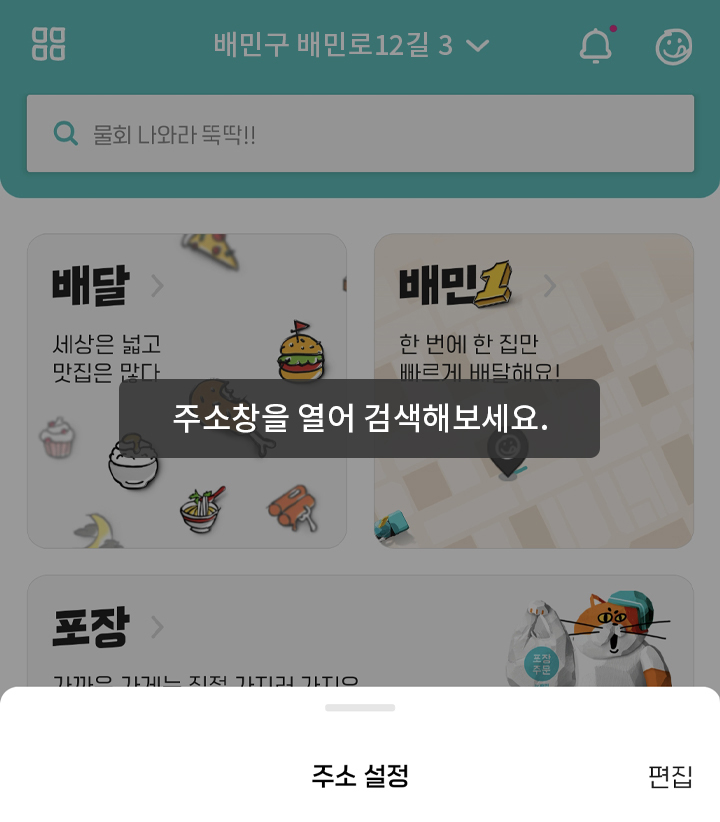 배민구 배민로12길 3
물회 나와라 뚝딱!!
배달
세상은 넓고
맛집은 많다
배민1
한 번에 한 집만
빠르게 배달해요!
주소창을 열어 검색해보세요.
포장
포장
주문
가까운 가게는 직접 가지러 가지요
주소 설정
편집